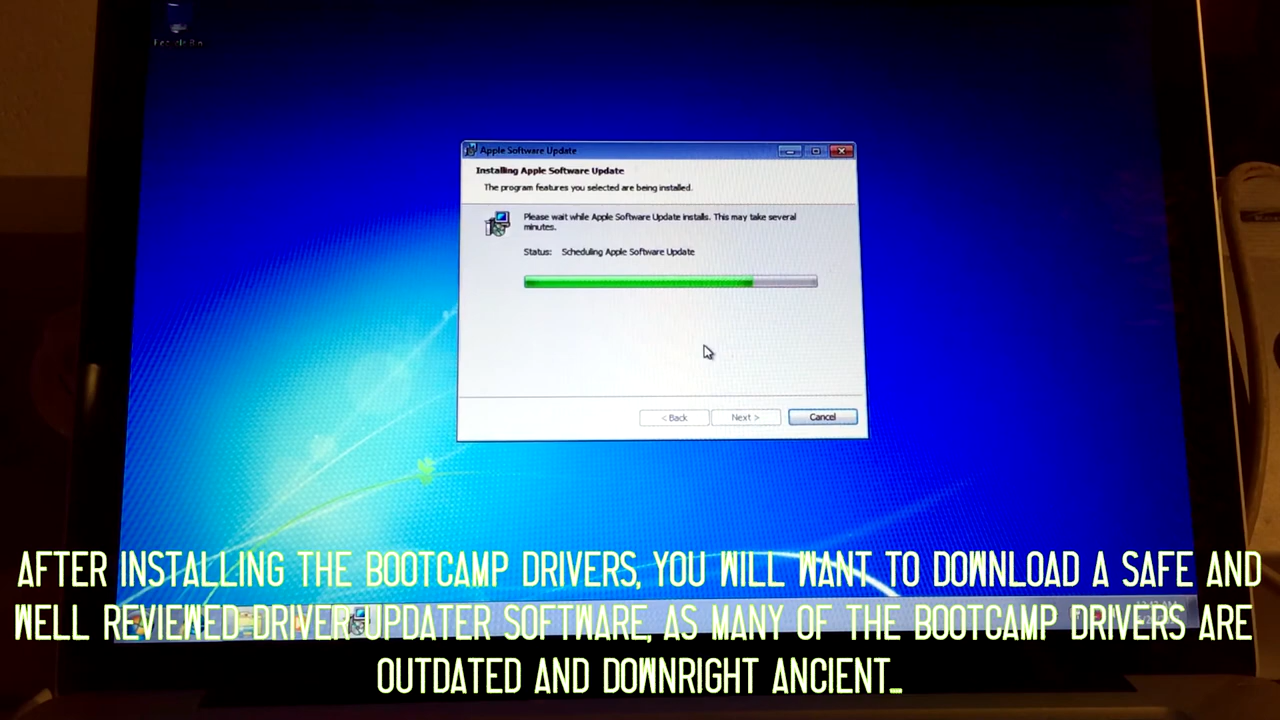 Recycle Bin
Apple Software Update
Installing Apple Software Update
The program features you selected are being installed.
Please wait while Apple Software Update installs. This may take several
minutes.
Status: Scheduling Apple Software Update
< Back
Next >
Cancel
AFTER INSTALLING THE BOOTCAMP DRIVERS, YOU WILL WANT TO DOWNLOAD A SAFE AND
WELL REVIEWED DRIVER UPDATER SOFTWARE, AS MANY OF THE BOOTCAMP DRIVERS ARE
OUTDATED AND DOWNRIGHT ANCIENT...